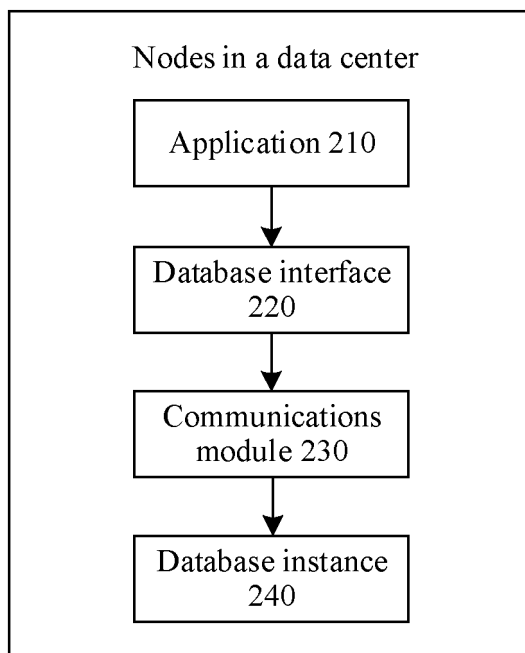 Nodes in a data center
Application 210
Database interface
220
Communications
module 230
Database instance
240